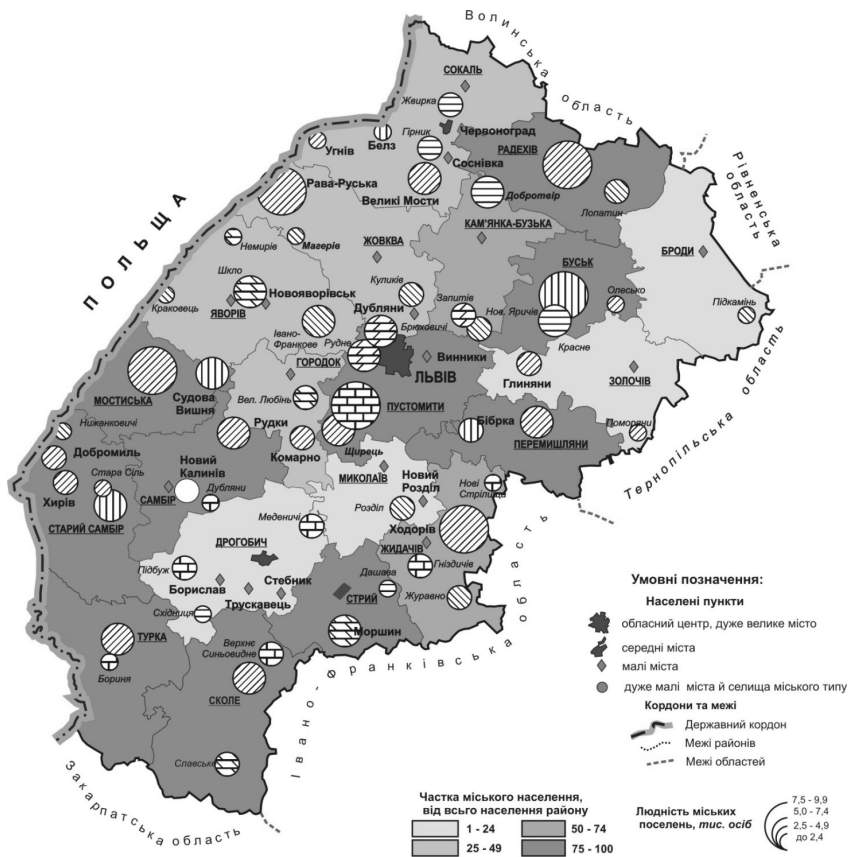 Волинська область
СОКАЛЬ
Жвирка
Гірник
Червоноград
Белз
Угнів
Соснівка
РАДЕХІВ
Рава-Руська
Великі Мости
Добротвір
Лопатин
Рівненська область
ПОЛЬЩА
Немирів
Магерів
ЖОВКВА
КАМ'ЯНКА-БУЗЬКА
БРОДИ
БУСЬК
Шкло
Куликів
Краковець
Новояворівськ
Запитів
Олесько
Підкамінь
ЯВОРІВ
Дубляни
Нов. Яричів
Івано-
Франкове
Брюховичі
Рудне
Красне
ГОРОДОК
ЛЬВІВ
Винники
Глиняни
ЗОЛОЧІВ
МОСТИСЬКА
Судова
Вишня
Вел. Любінь
ПУСТОМИТИ
Нижанковичі
Рудки
Бібрка
ПЕРЕМИШЛЯНИ
Поморяни
Добромиль
Комарно
Щирець
Тернопільська область
Стара Сіль
Новий
Калинів
МИКОЛАЇВ
Новий
Розділ
Нові
Стрілища
Хирів
САМБІР
Дубляни
СТАРИЙ САМБІР
Меденичі
Розділ
Ходорів
ДРОГОБИЧ
ЖИДАЧІВ
Підбуж
Дашава
Гніздичів
Борислав
Стебник
СТРИЙ
Журавно
Трускавець
Східниця
Моршин
ТУРКА
Верхнє
Синьовидне
Бориня
СКОЛЕ
Славське
Івано-Франківська область
Закарпатська область
Умовні позначення:
Населені пункти
обласний центр, дуже велике місто
середні міста
малі міста
дуже малі міста й селища міського типу
Кордони та межі
Державний кордон
Межі районів
Межі областей
Частка міського населення,
від всього населення району
1 - 24
50 - 74
25 - 49
75 - 100
Людність міських
поселень, тис. осіб
7,5 - 9,9
5,0 - 7,4
2,5 - 4,9
до 2,4